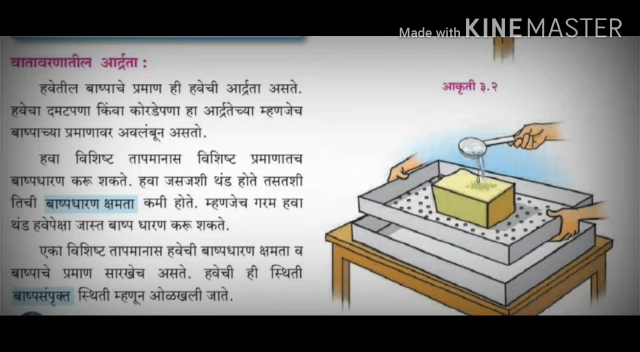 Made with KINEMASTER
वातावरणातील आर्द्रता :
हवेतील बाष्पाचे प्रमाण ही हवेची आर्द्रता असते.
हवेचा दमटपणा किंवा कोरडेपणा हा आर्द्रतेच्या म्हणजेच
बाष्पाच्या प्रमाणावर अवलंबून असतो.
हवा विशिष्ट तापमानास विशिष्ट प्रमाणातच
बाष्पधारण करू शकते. हवा जसजशी थंड होते तसतशी
तिची बाष्पधारण क्षमता कमी होते. म्हणजेच गरम हवा
थंड हवेपेक्षा जास्त बाष्प धारण करू शकते.
एका विशिष्ट तापमानास हवेची बाष्पधारण क्षमता व
बाष्पाचे प्रमाण सारखेच असते. हवेची ही स्थिती
बाष्पसंपृक्त स्थिती म्हणून ओळखली जाते.
आकृती ३.२